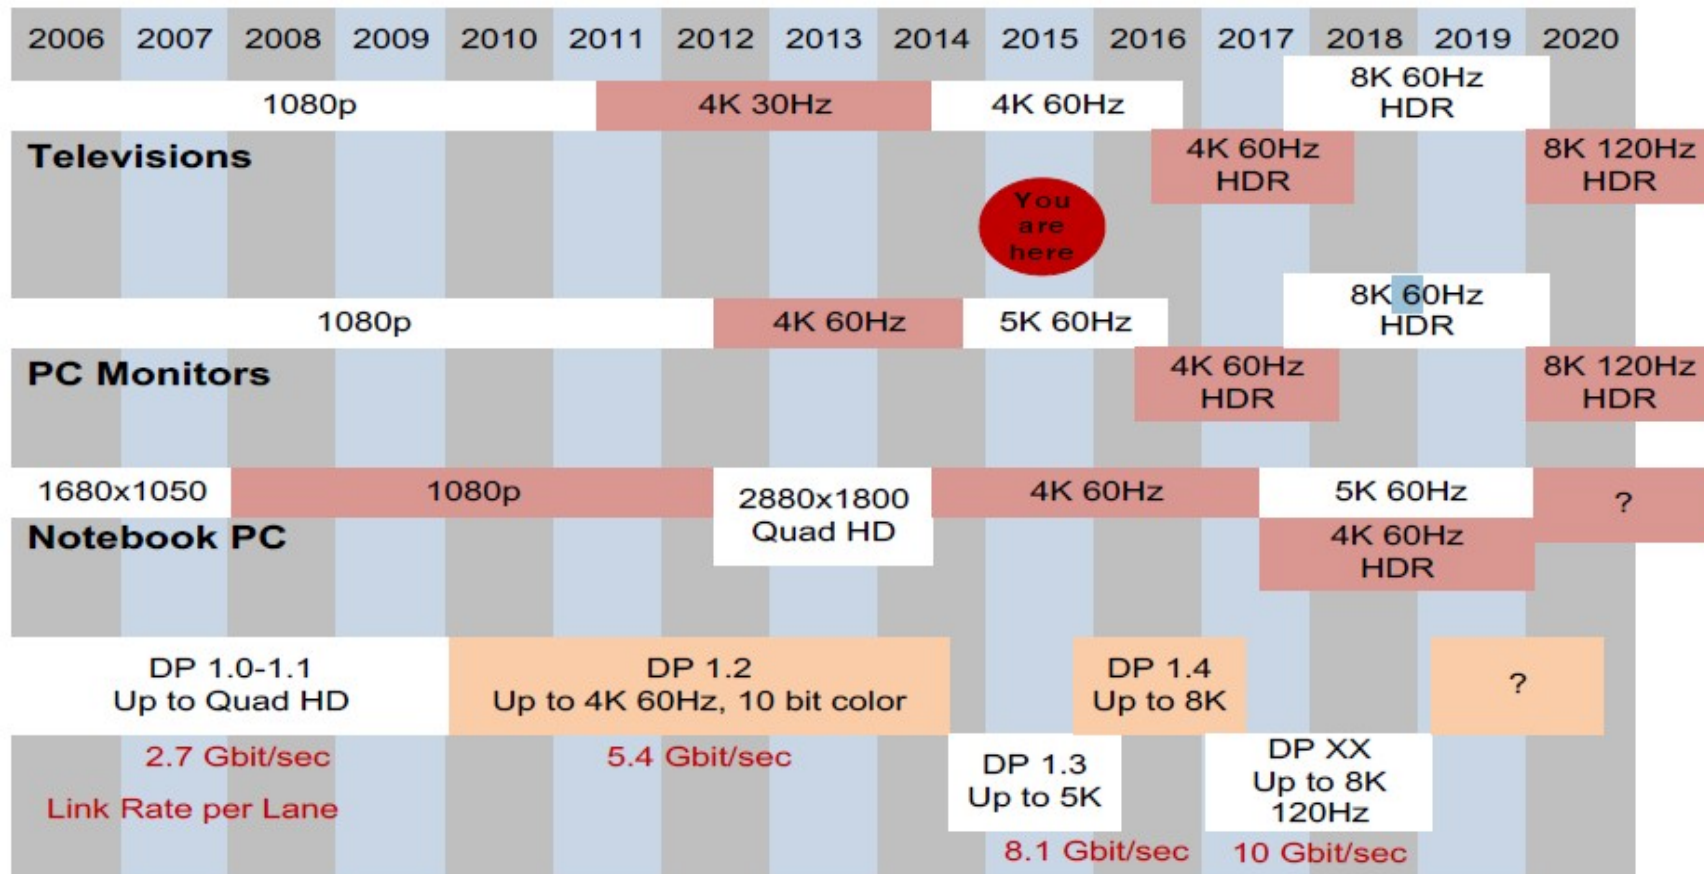 2006 2007 2008 2009 2010 2011 2012 2013 2014 2015 2016 2017 2018 2019 2020
1080p
4K 30Hz
4K 60Hz
8K 60Hz
HDR
Televisions
4K 60Hz
HDR
8K 120Hz
HDR
You
are
here
1080p
4K 60Hz
5K 60Hz
8K 60Hz
HDR
PC Monitors
4K 60Hz
HDR
8K 120Hz
HDR
1680x1050
1080p
2880x1800
Quad HD
4K 60Hz
5K 60Hz
?
Notebook PC
4K 60Hz
HDR
DP 1.0-1.1
Up to Quad HD
DP 1.2
Up to 4K 60Hz, 10 bit color
DP 1.4
Up to 8K
?
2.7 Gbit/sec
5.4 Gbit/sec
DP 1.3
Up to 5K
DP XX
Up to 8K
120Hz
Link Rate per Lane
8.1 Gbit/sec
10 Gbit/sec